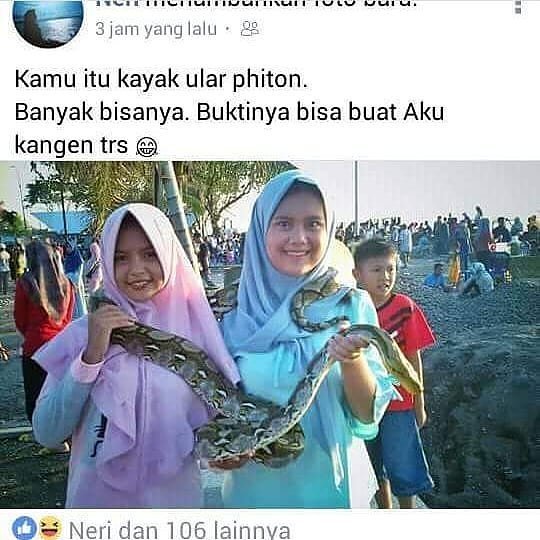 menambahkan foto baru.
3 jam yang lalu ·
Kamu itu kayak ular phiton.
Banyak bisanya. Buktinya bisa buat Aku
kangen trs 😁
Neri dan 106 lainnya